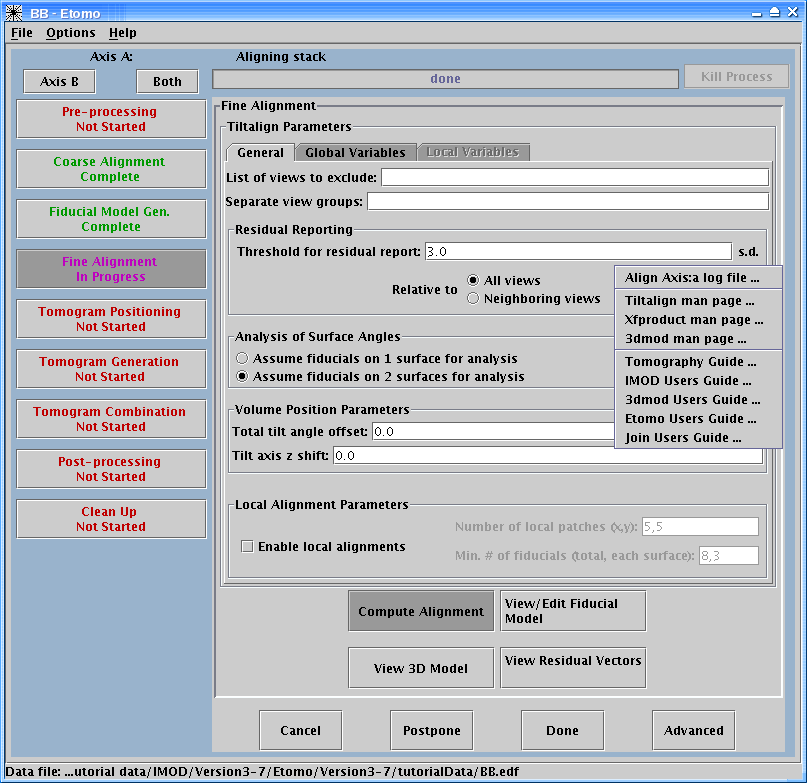 BB - Etomo
File Options Help
Axis A:
Aligning stack
Axis B
Both
done
Kill Process
Pre-processing
Not Started
Coarse Alignment
Complete
Fiducial Model Gen.
Complete
Fine Alignment
In Progress
Tomogram Positioning
Not Started
Tomogram Generation
Not Started
Tomogram Combination
Not Started
Post-processing
Not Started
Clean Up
Not Started
Fine Alignment
Tiltalign Parameters
General Global Variables Local Variables
List of views to exclude:
Separate view groups:
Residual Reporting
Threshold for residual report: 3.0 s.d.
Relative to
All views
Neighboring views
Analysis of Surface Angles
Assume fiducials on 1 surface for analysis
Assume fiducials on 2 surfaces for analysis
Volume Position Parameters
Total tilt angle offset: 0.0
Tilt axis z shift: 0.0
Align Axis:a log file ...
Tiltalign man page ...
Xfproduct man page ...
3dmod man page ...
Tomography Guide ...
IMOD Users Guide ...
3dmod Users Guide ...
Etomo Users Guide ...
Join Users Guide ...
Local Alignment Parameters
Enable local alignments
Number of local patches (x,y): 5,5
Min. # of fiducials (total, each surface): 8,3
Compute Alignment
View/Edit Fiducial
Model
View 3D Model
View Residual Vectors
Cancel
Postpone
Done
Advanced
Data file: ...utorial data/IMOD/Version3-7/Etomo/Version3-7/tutorialData/BB.edf